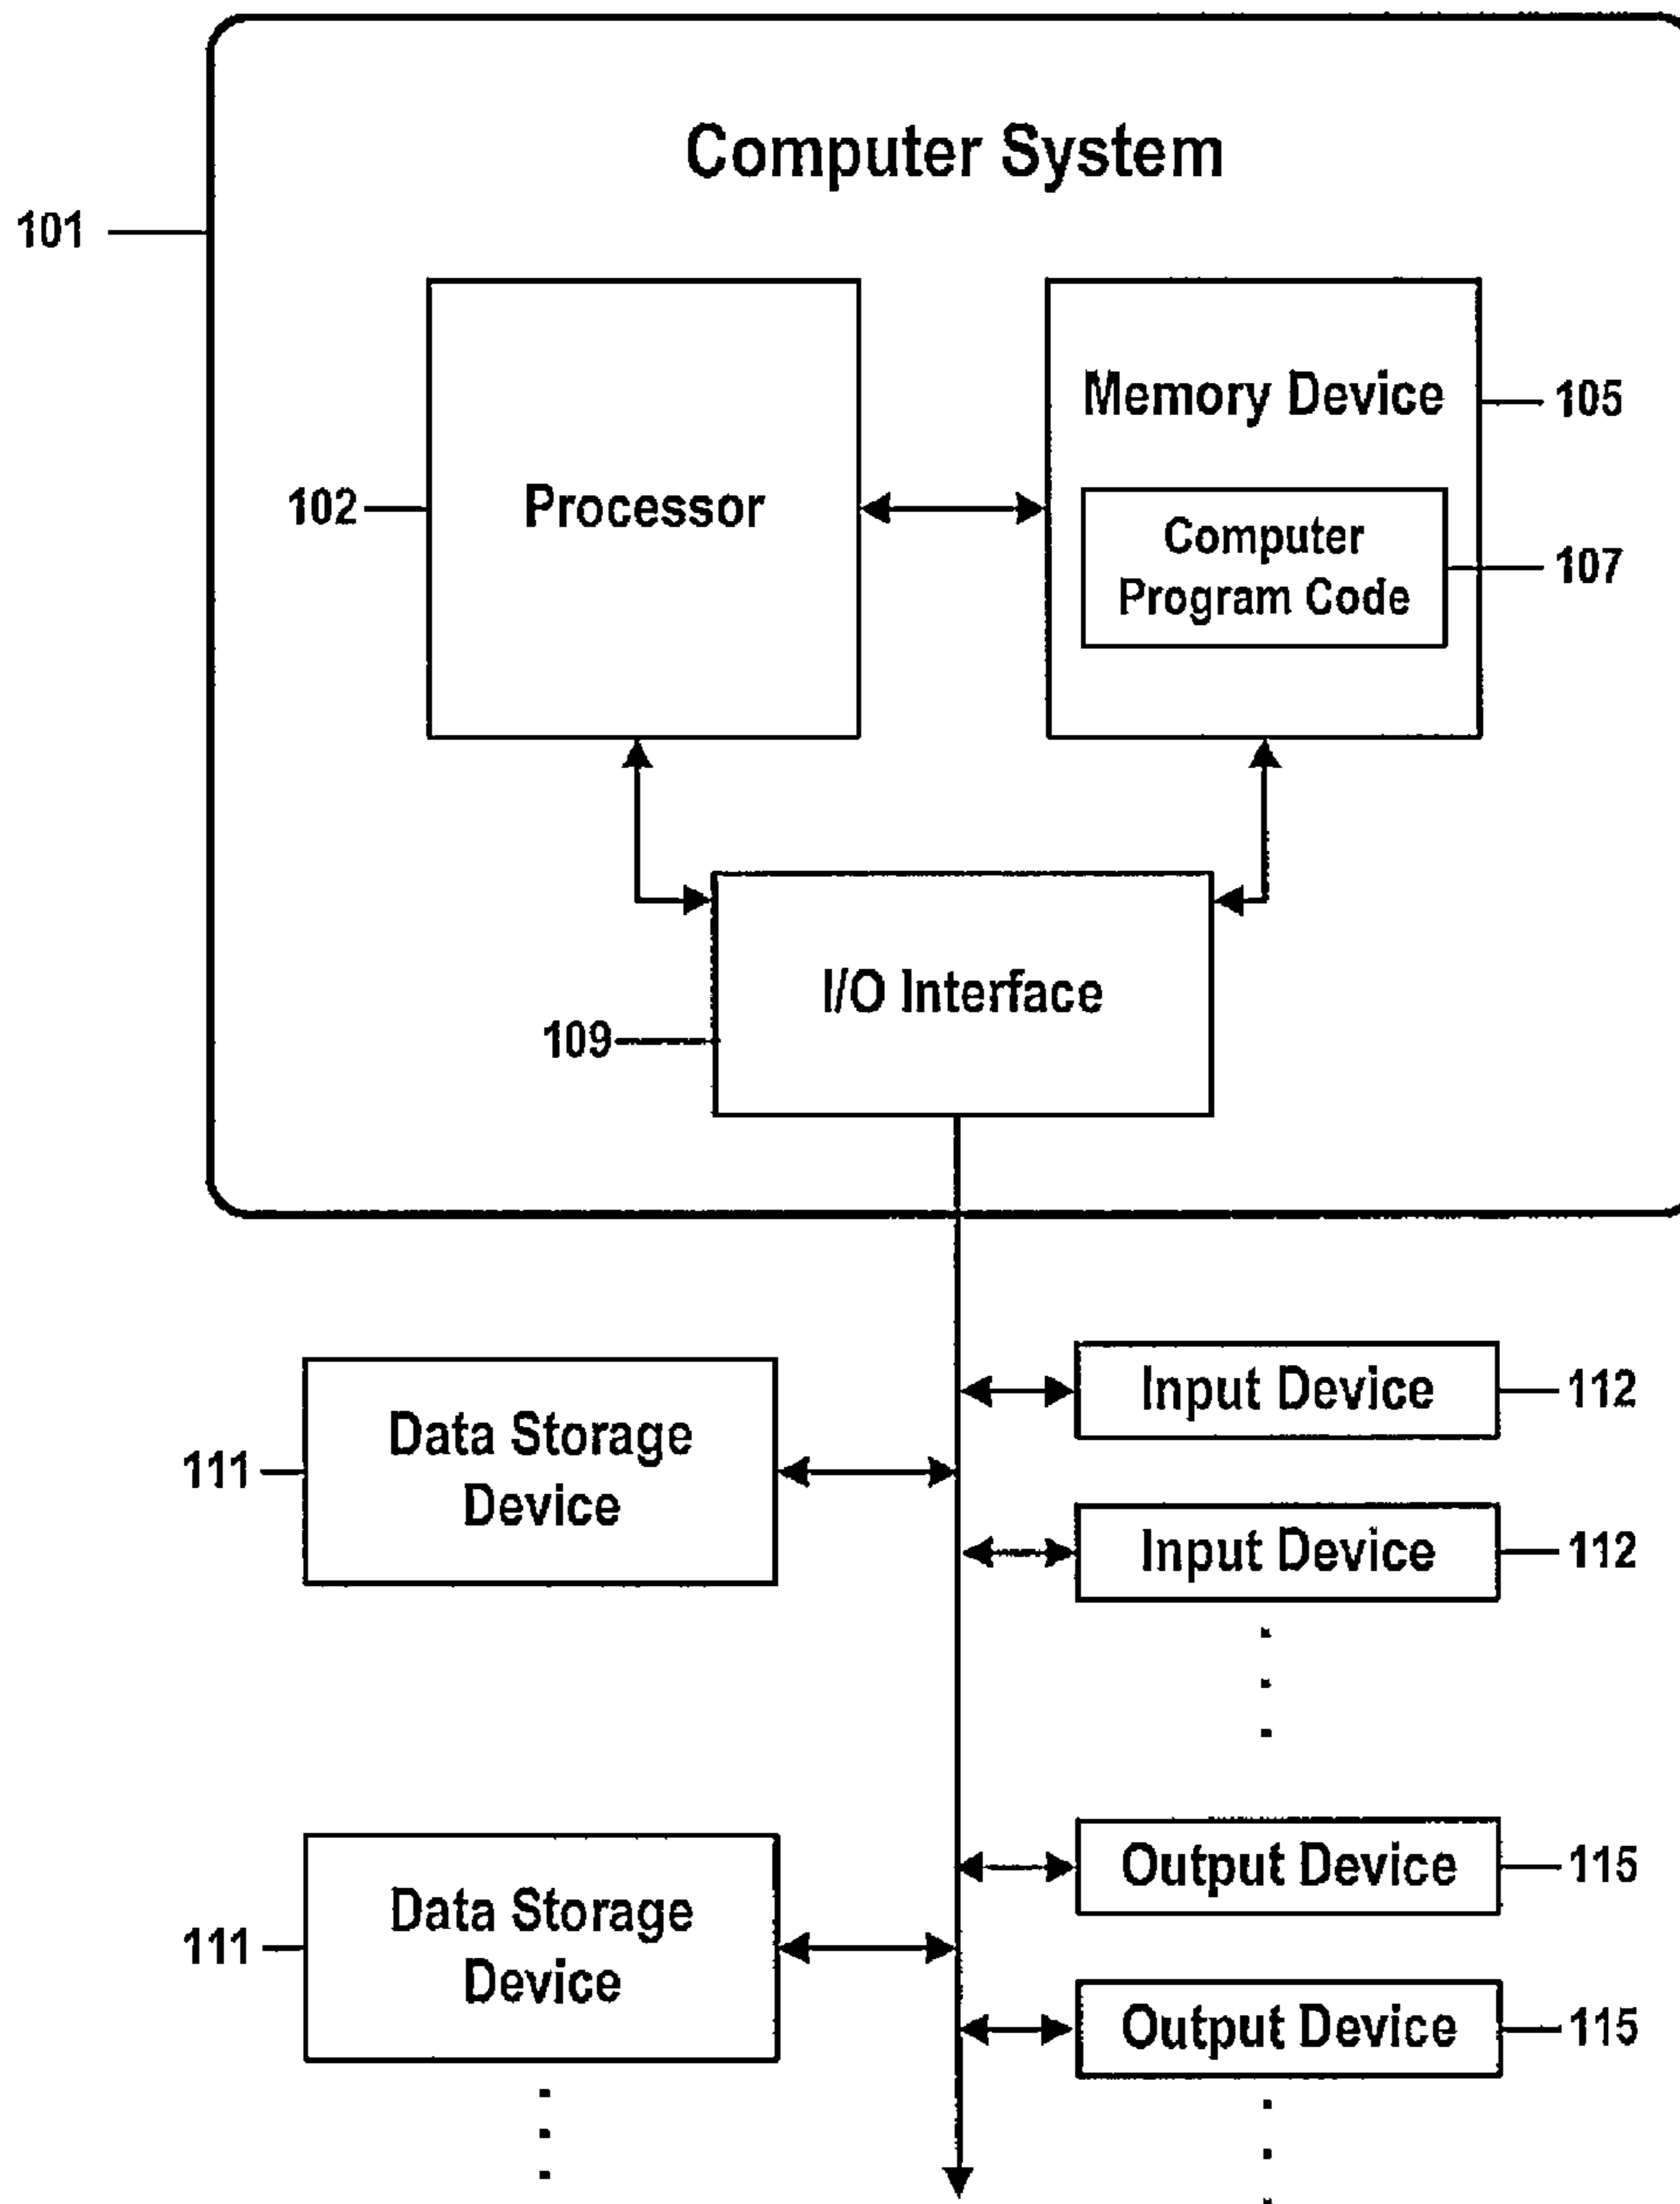 Computer System
101
Memory Device
105
102
Processor
Computer
Program Code
107
I/O Interface
109
Input Device
112
Data Storage
Device
111
Input Device
112
Output Device
115
Data Storage
Device
111
Output Device
115